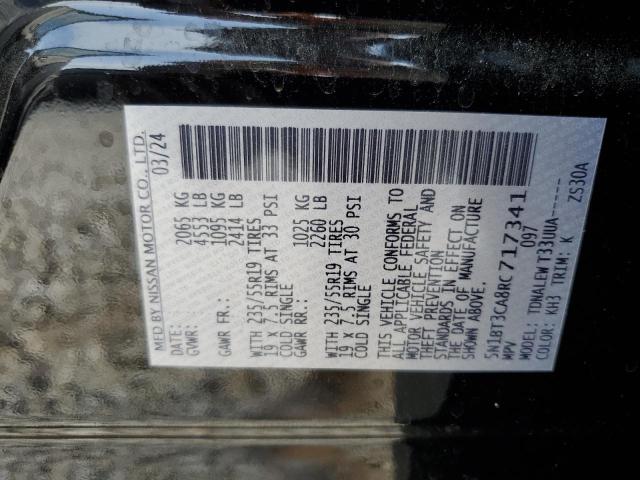 MFD BY NISSAN MOTOR CO., LTD.
03/24
GAWR: 2065 KG
4553 LB
GAWR FR.: 1095 KG
2414 LB
WITH 235/55R19 TIRES
19 x 7.5 RIMS AT 33 PSI
COLD SINGLE
GAWR RR.: 1025 KG
2260 LB
WITH 235/55R19 TIRES
19 x 7.5 RIMS AT 30 PSI
COLD SINGLE
THIS VEHICLE CONFORMS TO
ALL APPLICABLE FEDERAL
MOTOR VEHICLE SAFETY AND
THEFT PREVENTION
STANDARDS IN EFFECT ON
THE DATE OF MANUFACTURE
SHOWN ABOVE.
5N1BT3CA8RC717341
MPV 097
MODEL: TDNALEWT33UUA-----
COLOR: KH3 TRIM: K ZS30A